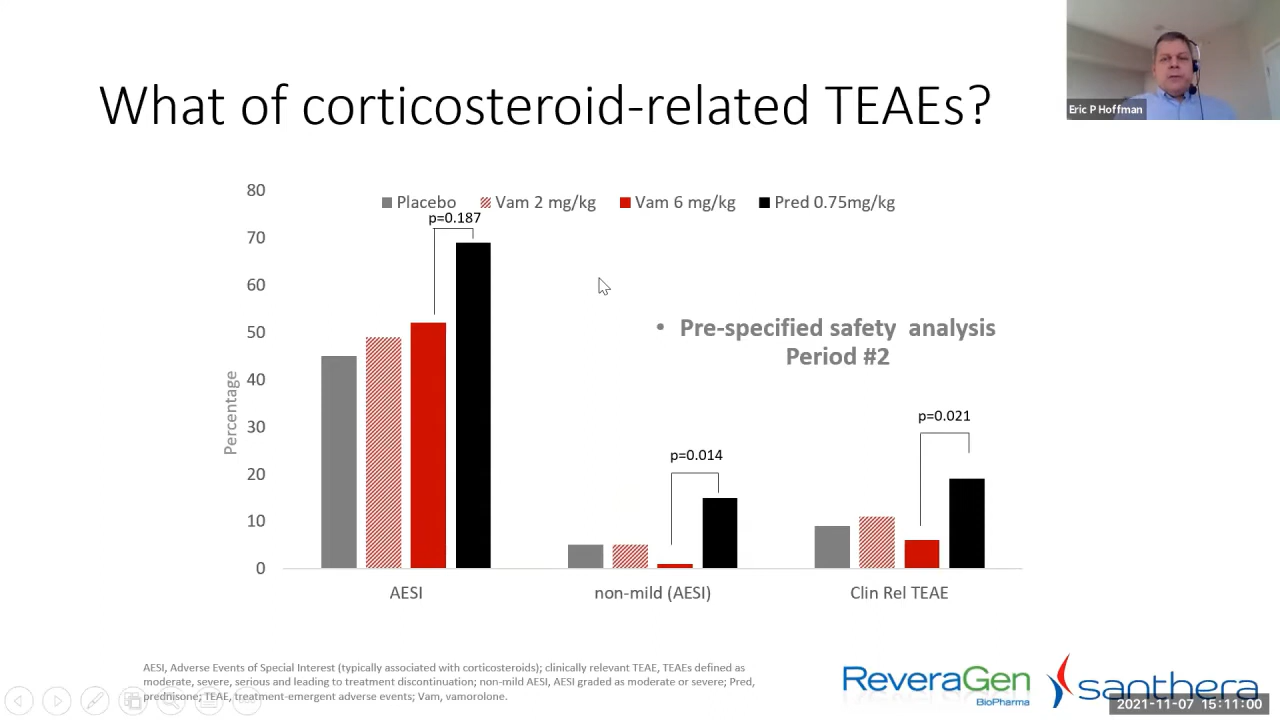 What of corticosteroid-related TEAEs?
Eric P Hoffman
80
70
60
50
40
30
20
10
0
Percentage
Placebo
Vam 2 mg/kg
Vam 6 mg/kg
Pred 0.75mg/kg
p=0.187
• Pre-specified safety analysis
Period #2
p=0.014
p=0.021
AESI
non-mild (AESI)
Clin Rel TEAE
AESI, Adverse Events of Special Interest (typically associated with corticosteroids); clinically relevant TEAE, TEAEs defined as
moderate, severe, serious and leading to treatment discontinuation; non-mild AESI, AESI graded as moderate or severe; Pred,
prednisone; TEAE, treatment-emergent adverse events; Vam, vamorolone.
ReveraGen
BioPharma
santhera
2021-11-07 15:11:00